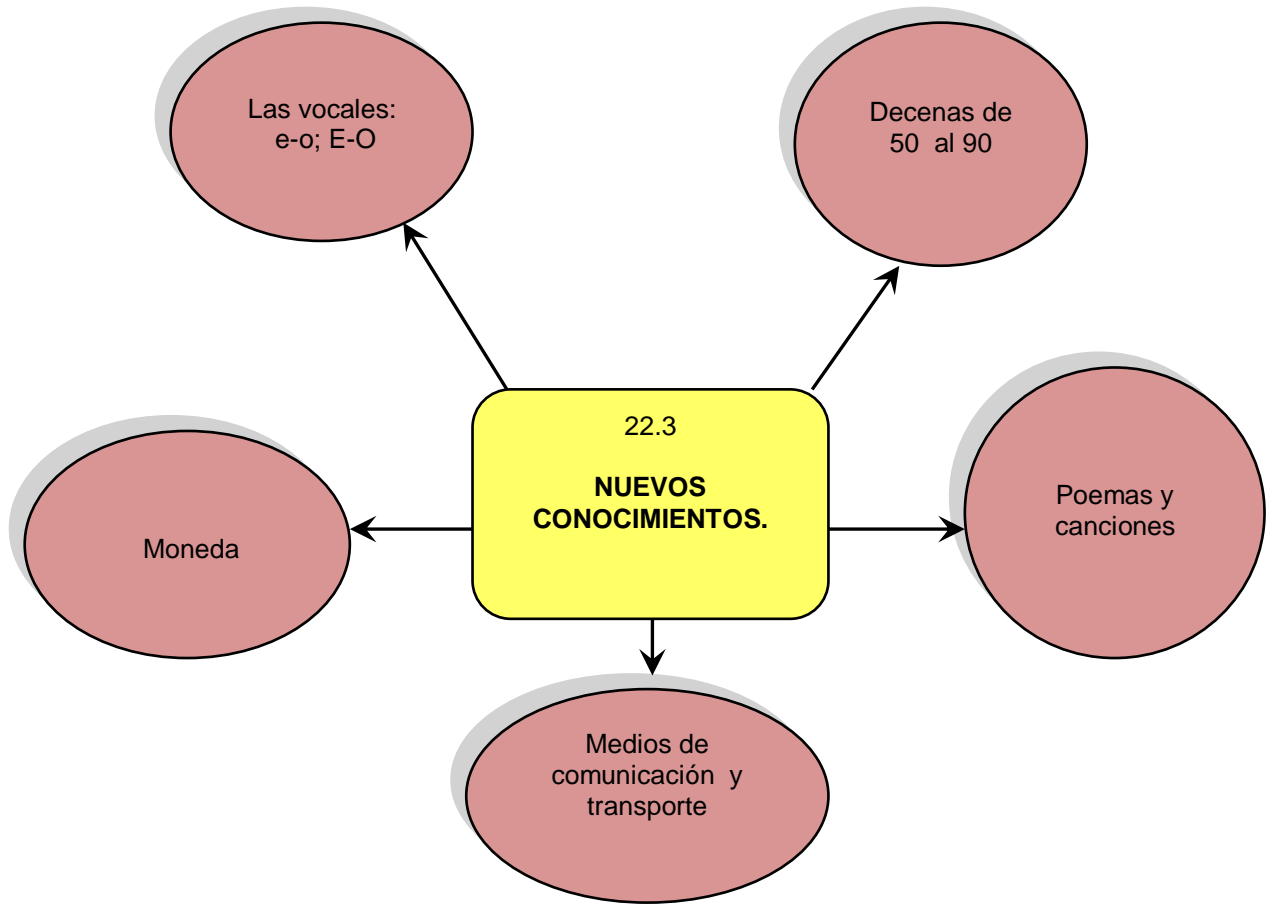 Las vocales:
e-o; E-O
Decenas de
50 al 90
22.3
NUEVOS
CONOCIMIENTOS.
Poemas y
canciones
Moneda
Medios de
comunicación y
transporte